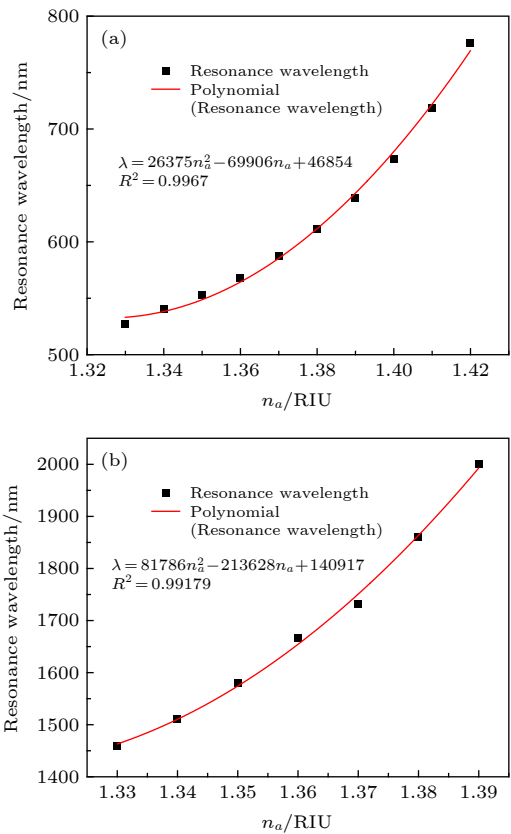 800
700
600
500
Resonance wavelength/nm
(a)
Resonance wavelength
Polynomial
(Resonance wavelength)
λ=26375n_a^2−69906n_a+46854
R^2=0.9967
1.32 1.34 1.36 1.38 1.40 1.42
n_a/RIU
2000
1900
1800
1700
1600
1500
1400
Resonance wavelength/nm
(b)
Resonance wavelength
Polynomial
(Resonance wavelength)
λ=81786n_a^2−213628n_a+140917
R^2=0.99179
1.33 1.34 1.35 1.36 1.37 1.38 1.39
n_a/RIU